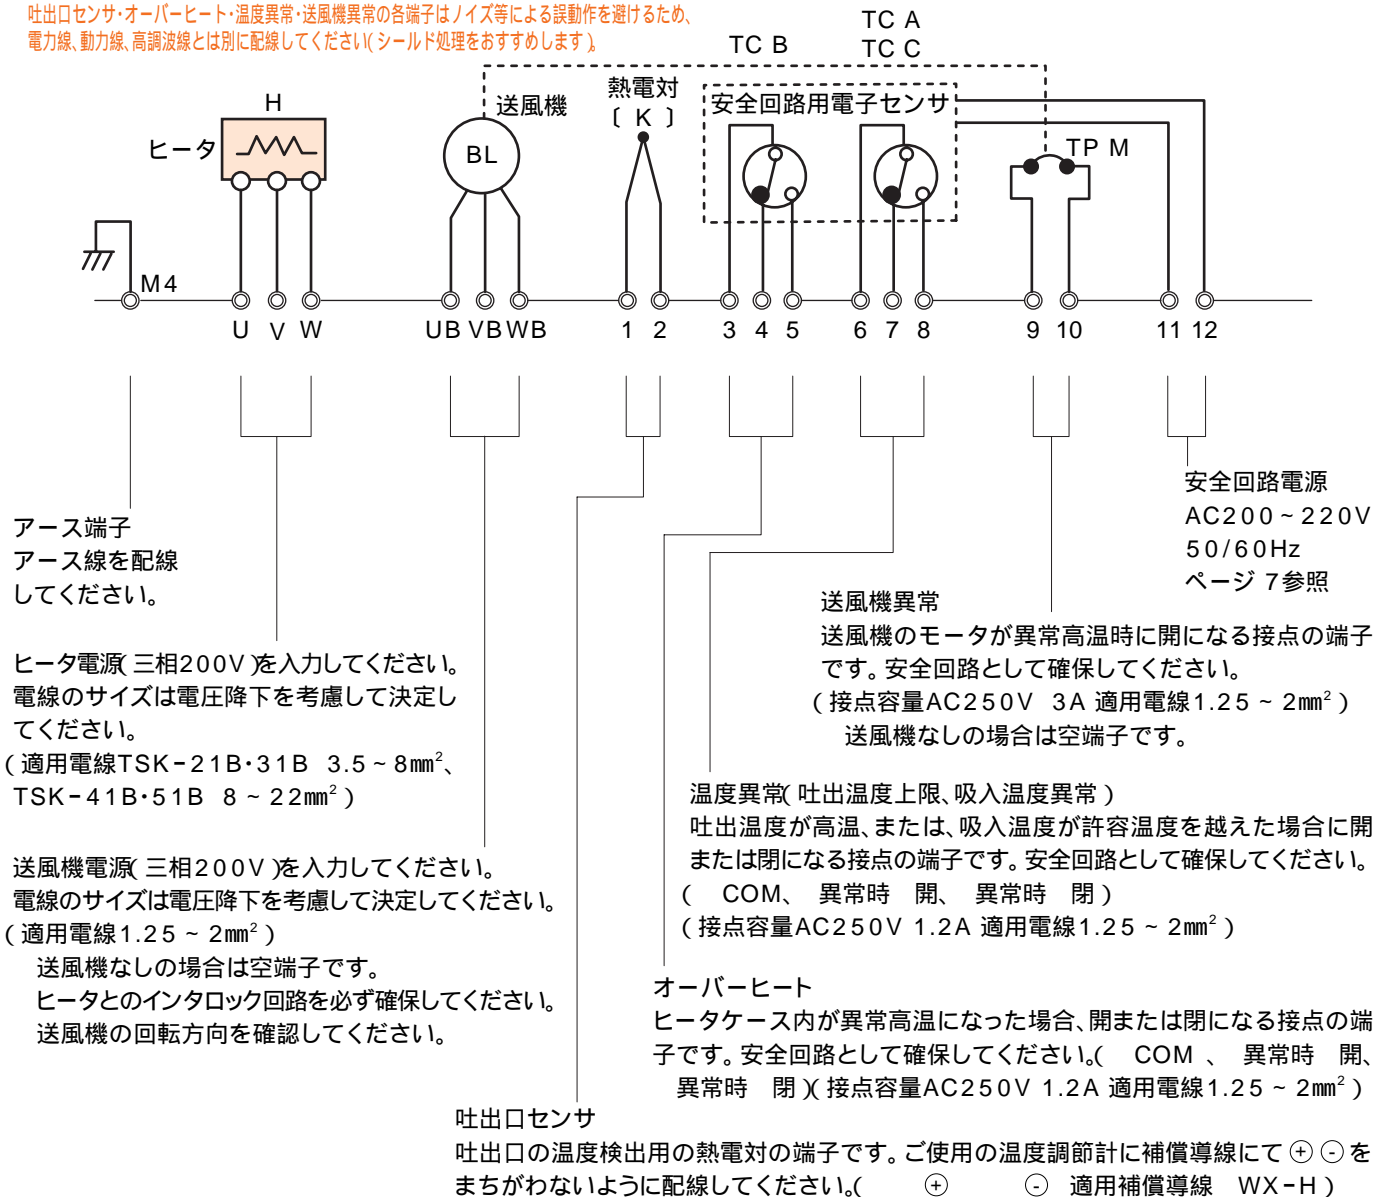 吐出口センサ・オーバーヒート・温度異常・送風機異常の各端子はノイズ等による誤動作を避けるため、
電力線、動力線、高調波線とは別に配線してください(シールド処理をおすすめします)。
TC A
TC B
TC C
H
ヒータ
送風機
BL
熱電対
〔 K 〕
安全回路用電子センサ
TP M
M4
U V W
UB VB WB
1 2
3 4 5
6 7 8
9 10
11 12
アース端子
アース線を配線
してください。
安全回路電源
AC200~220V
50/60Hz
ページ 7参照
ヒータ電源(三相200V)を入力してください。
電線のサイズは電圧降下を考慮して決定し
てください。
(適用電線TSK-21B・31B 3.5~8mm²、
TSK-41B・51B 8~22mm²)
送風機異常
送風機のモータが異常高温時に開になる接点の端子
です。安全回路として確保してください。
(接点容量AC250V 3A 適用電線1.25~2mm²)
送風機なしの場合は空端子です。
温度異常(吐出温度上限、吸入温度異常)
吐出温度が高温、または、吸入温度が許容温度を越えた場合に開
または閉になる接点の端子です。安全回路として確保してください。
( COM、 異常時 開、 異常時 閉)
(接点容量AC250V 1.2A 適用電線1.25~2mm²)
送風機電源(三相200V)を入力してください。
電線のサイズは電圧降下を考慮して決定してください。
(適用電線1.25~2mm²)
送風機なしの場合は空端子です。
ヒータとのインタロック回路を必ず確保してください。
送風機の回転方向を確認してください。
オーバーヒート
ヒータケース内が異常高温になった場合、開または閉になる接点の端
子です。安全回路として確保してください。( COM 、 異常時 開、
異常時 閉)(接点容量AC250V 1.2A 適用電線1.25~2mm²)
吐出口センサ
吐出口の温度検出用の熱電対の端子です。ご使用の温度調節計に補償導線にて⊕⊖を
まちがわないように配線してください。( ⊕ ⊖ 適用補償導線 WX-H)